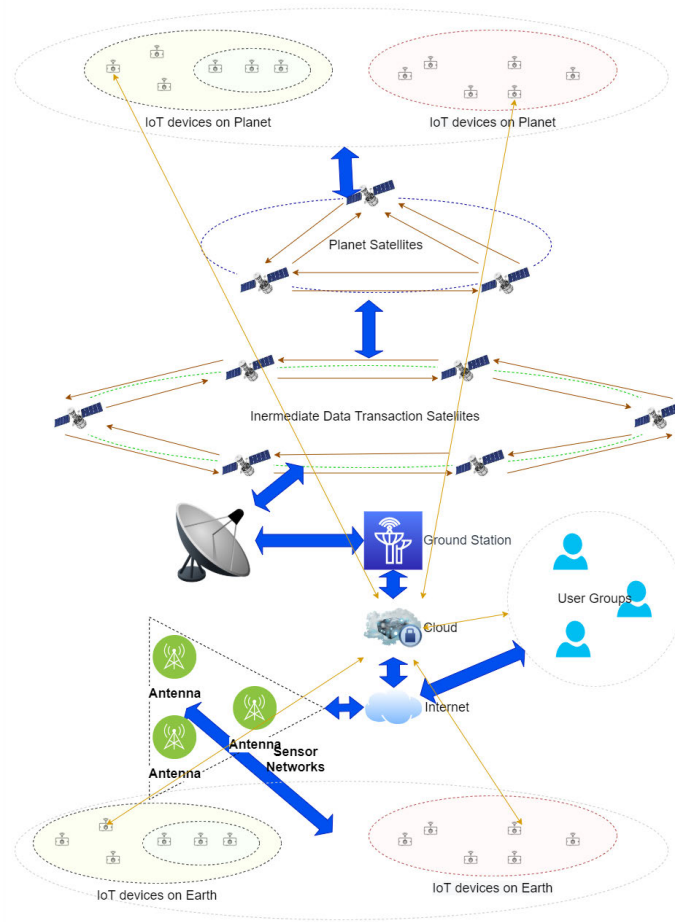 IoT devices on Planet
IoT devices on Planet
Planet Satellites
Inermediate Data Transaction Satellites
Ground Station
User Groups
Cloud
Antenna
Internet
Antenna
Sensor
Networks
Antenna
IoT devices on Earth
IoT devices on Earth